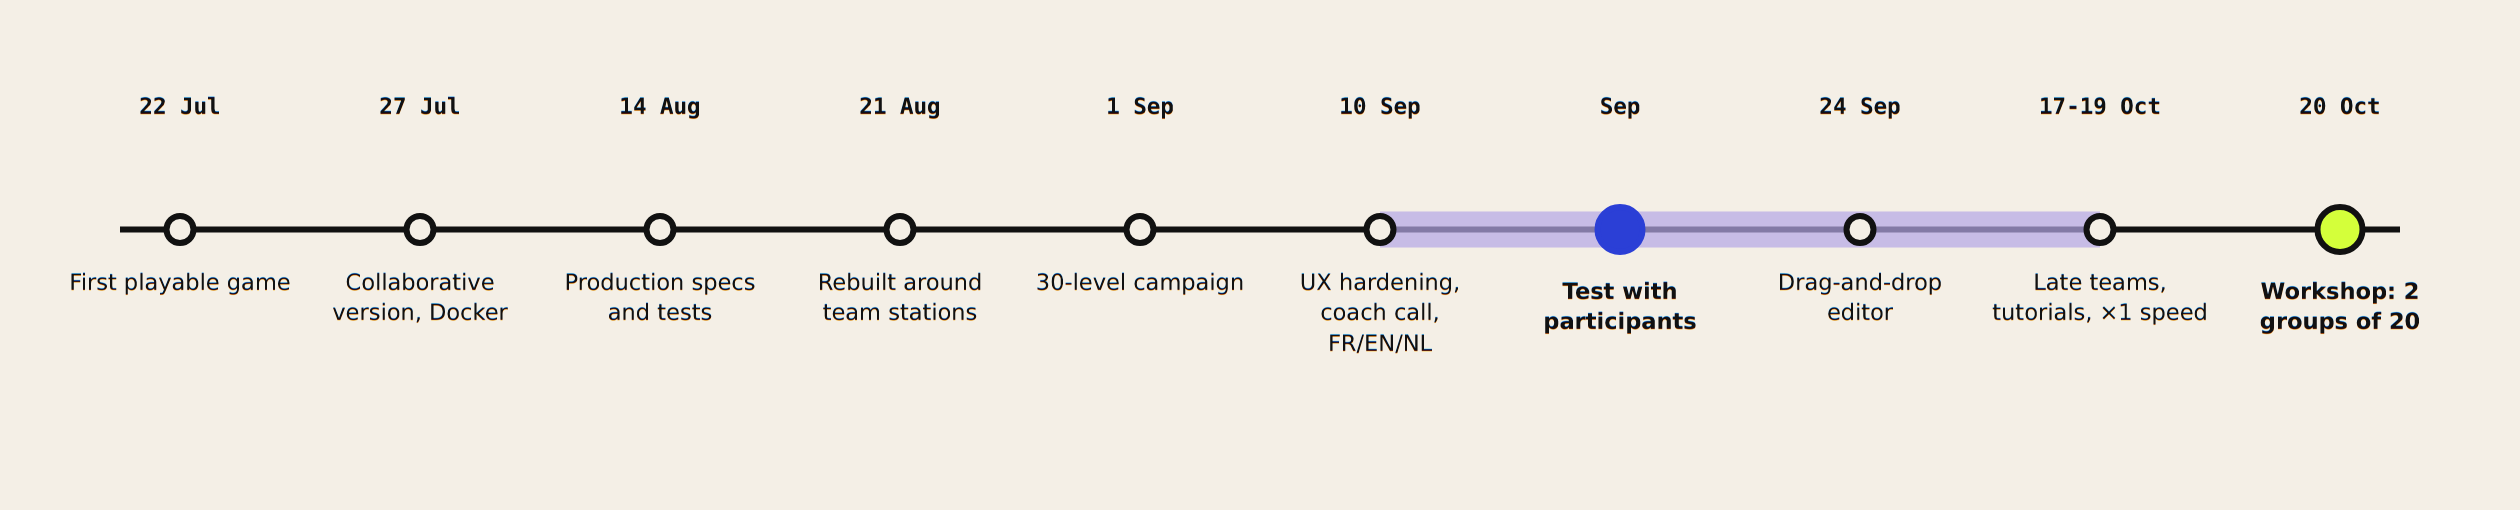 22 Jul
27 Jul
14 Aug
21 Aug
1 Sep
10 Sep
Sep
24 Sep
17-19 Oct
20 Oct
First playable game
Collaborative
version, Docker
Production specs
and tests
Rebuilt around
team stations
30-level campaign
UX hardening,
coach call,
FR/EN/NL
Test with
participants
Drag-and-drop
editor
Late teams,
tutorials, ×1 speed
Workshop: 2
groups of 20